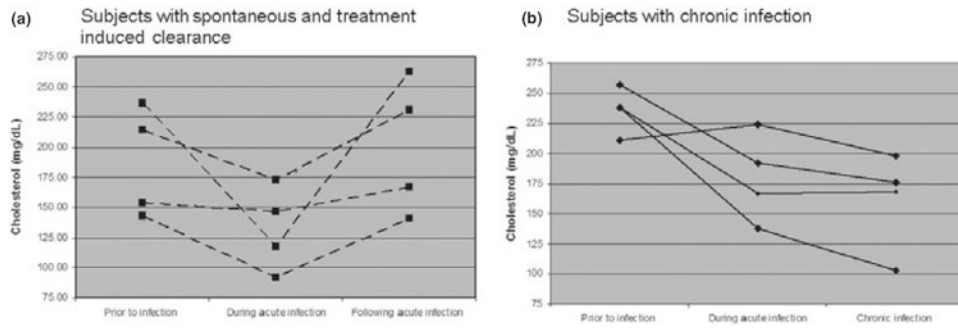 (a)
Subjects with spontaneous and treatment
induced clearance
275.00
250.00
225.00
200.00
175.00
150.00
125.00
100.00
75.00
Cholesterol (mg/dL)
Prior to infection
During acute infection
Following acute infection
(b)
Subjects with chronic infection
275
250
225
200
175
150
125
100
75
Cholesterol (mg/dL)
Prior to infection
During acute infection
Chronic infection